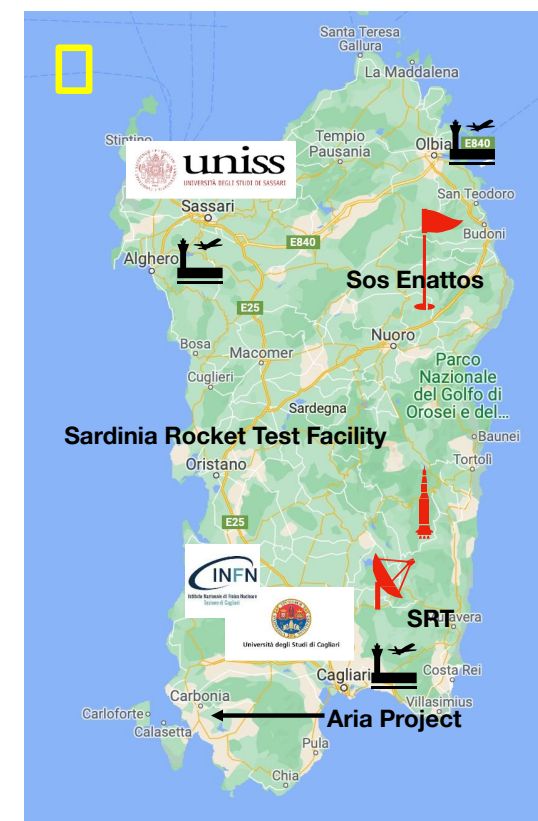 Santa Teresa
Gallura
La Maddalena
Stintino
Tempio
Pausania
Olbia
E840
uniss
UNIVERSITÀ DEGLI STUDI DI SASSARI
San Teodoro
Sassari
Budoni
E840
Alghero
Sos Enattos
E25
Nuoro
Bosa
Macomer
Parco
Nazionale
del Golfo di
Orosei e del...
Cuglieri
Sardegna
Sardinia Rocket Test Facility
Baunei
Oristano
Tortolì
E25
INFN
Istituto Nazionale di Fisica Nucleare
Sezione di Cagliari
SRT
Università degli Studi di Cagliari
Cagliari
Costa Rei
Villasimius
Carbonia
Carloforte
Aria Project
Calasetta
Pula
Chia